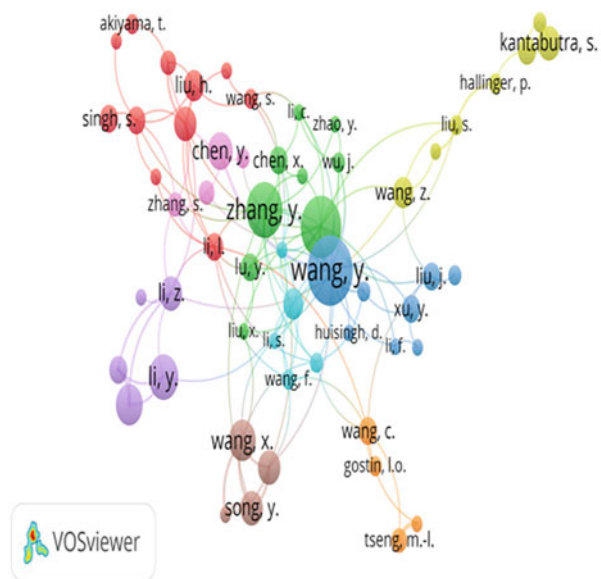 akiyama, t.
kantabutra, s.
liu, h.
hallinger, p.
wang, s.
li, c.
singh, s.
zhao, y.
liu, s.
chen, y.
chen, x.
wu, j.
wang, z.
zhang, s.
zhang, y.
li, l.
lu, y.
wang, y.
liu, j.
li, z.
xu, y.
liu, x.
li, s.
huisingh, d.
li, f.
li, y.
wang, f.
wang, x.
wang, c.
gostin, l.o.
song, y.
tseng, m.-l.
VOSviewer